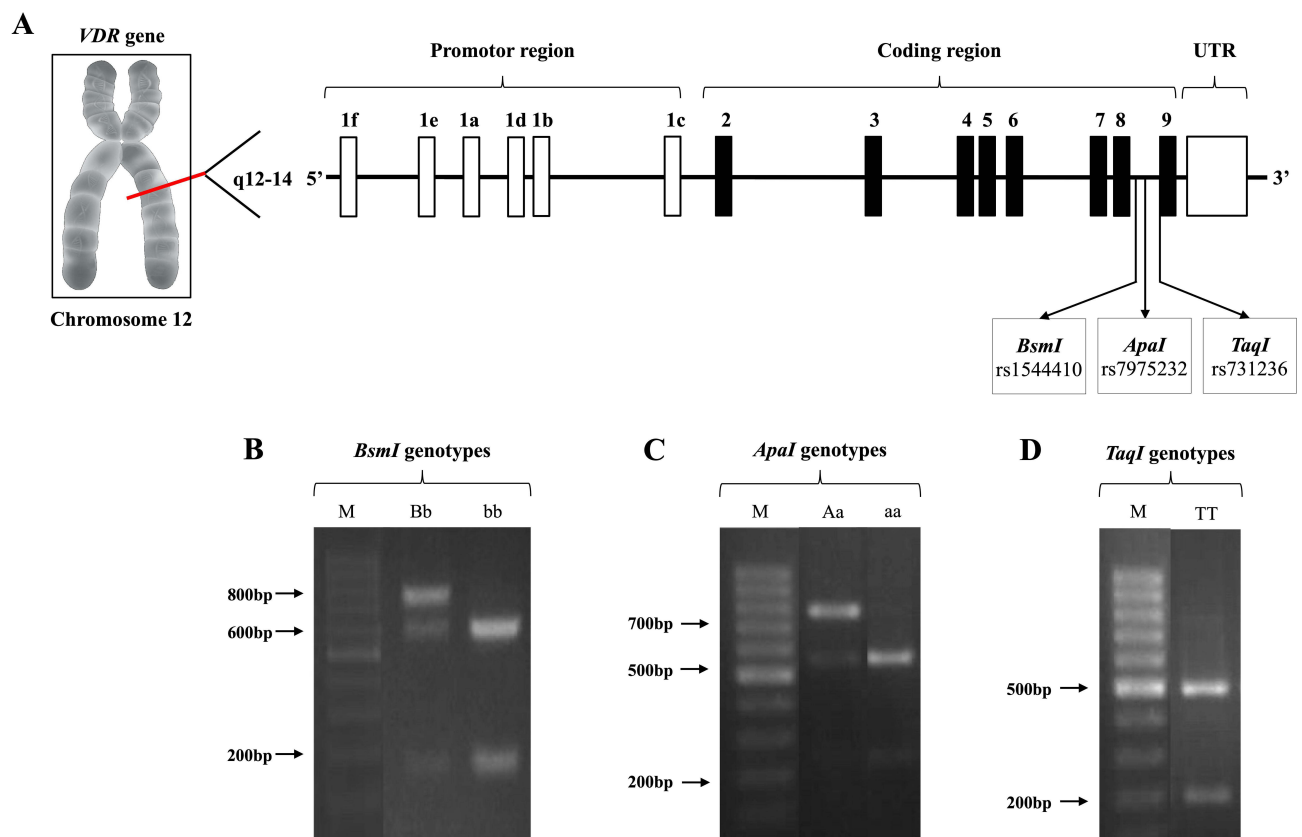 A
VDR gene
Chromosome 12
q12-14
5’
Promotor region
Coding region
UTR
1f 1e 1a 1d 1b 1c 2 3 4 5 6 7 8 9
3’
BsmI
rs1544410
ApaI
rs7975232
TaqI
rs731236
B
BsmI genotypes
M Bb bb
800bp
600bp
200bp
C
ApaI genotypes
M Aa aa
700bp
500bp
200bp
D
TaqI genotypes
M TT
500bp
200bp